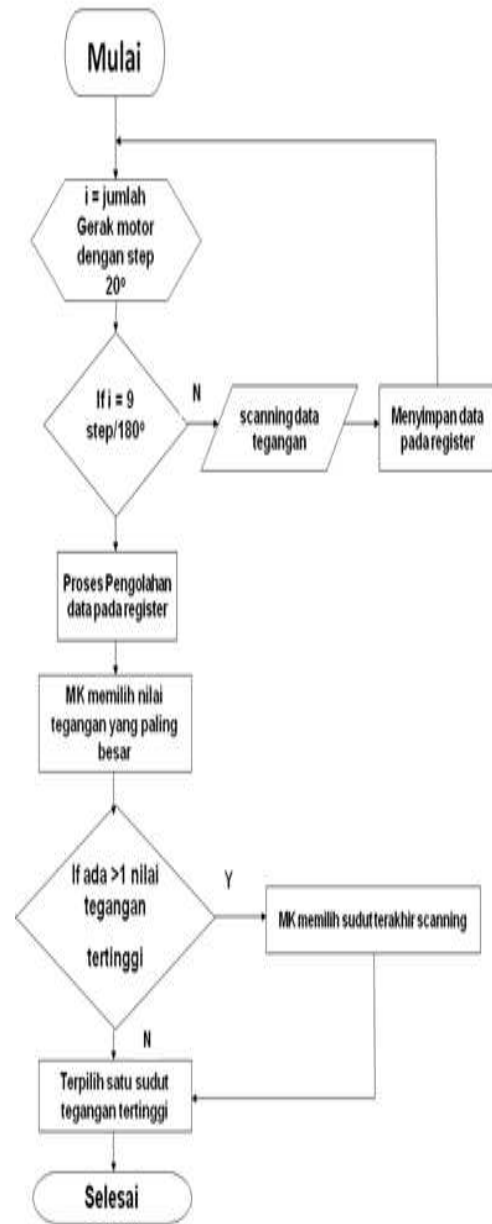 Mulai
i = jumlah
Gerak motor
dengan step
20º
If i = 9
step/180º
N
scanning data
tegangan
Menyimpan data
pada register
Proses Pengolahan
data pada register
MK memilih nilai
tegangan yang paling
besar
If ada >1 nilai
tegangan
tertinggi
Y
MK memilih sudut terakhir scanning
N
Terpilih satu sudut
tegangan tertinggi
Selesai